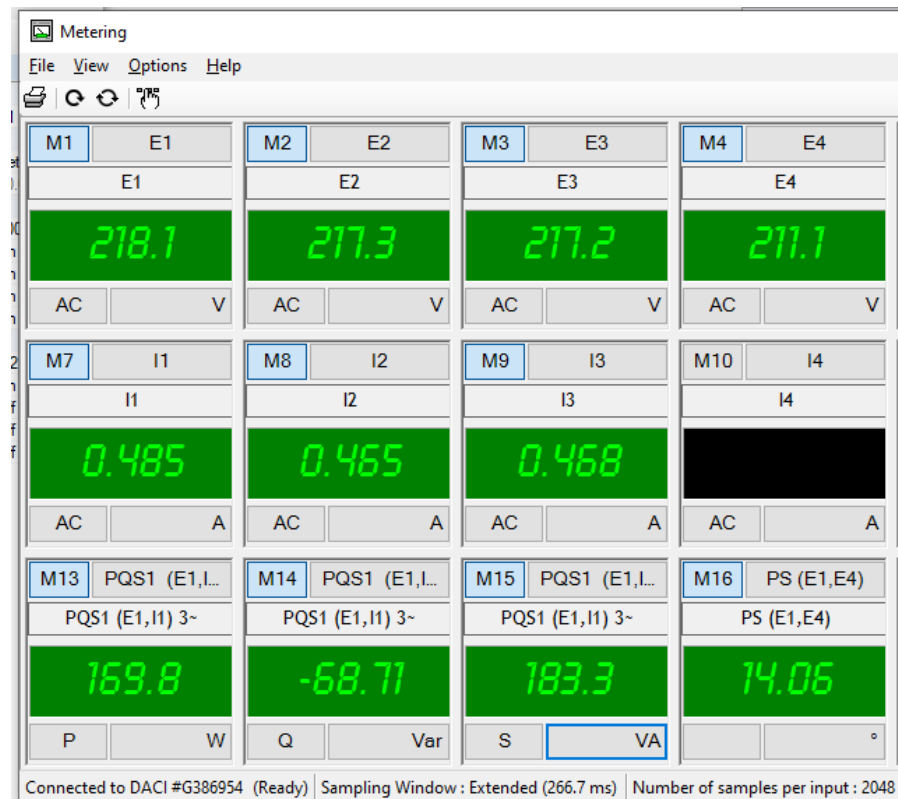 Metering
File View Options Help
M1 E1 M2 E2 M3 E3 M4 E4
E1 E2 E3 E4
218.1 217.3 217.2 211.1
AC V AC V AC V AC V
M7 I1 M8 I2 M9 I3 M10 I4
I1 I2 I3 I4
0.485 0.465 0.468
AC A AC A AC A AC A
M13 PQS1 (E1,I... M14 PQS1 (E1,I... M15 PQS1 (E1,I... M16 PS (E1,E4)
PQS1 (E1,I1) 3~ PQS1 (E1,I1) 3~ PQS1 (E1,I1) 3~ PS (E1,E4)
169.8 -68.71 183.3 14.06
P W Q Var S VA °
Connected to DACI #G386954 (Ready) Sampling Window : Extended (266.7 ms) Number of samples per input : 2048